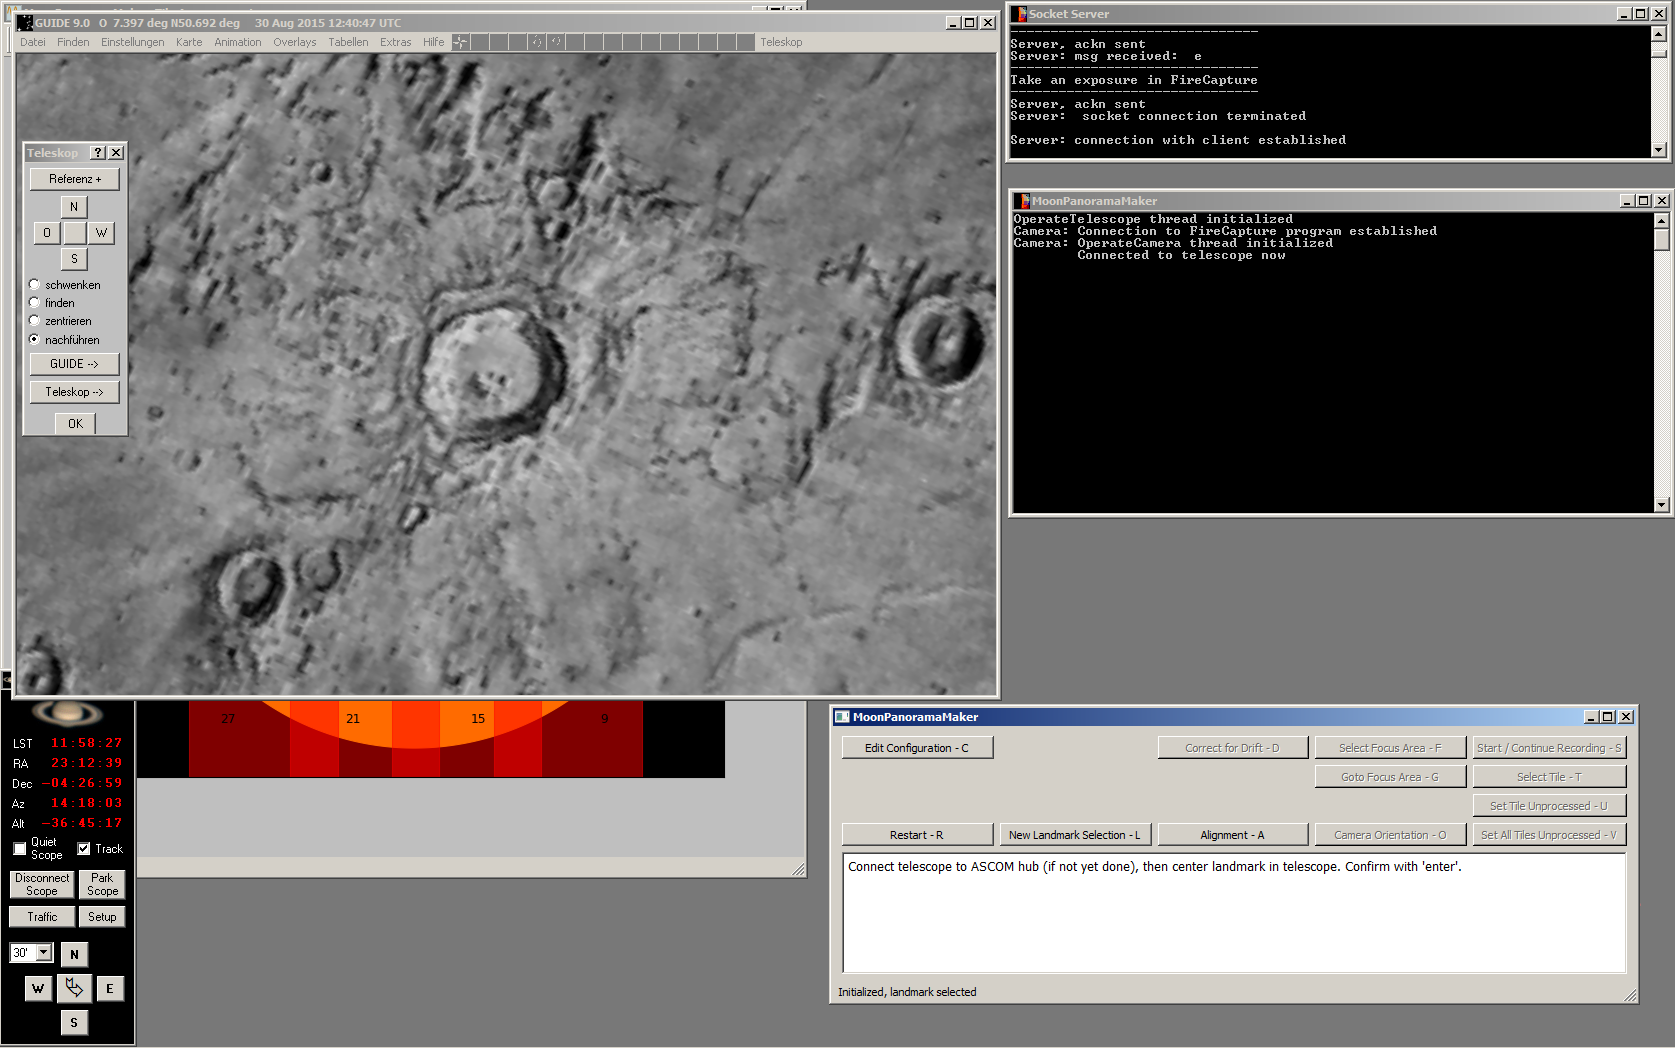 GUIDE 9.0   O  7.397 deg N50.692 deg    30 Aug 2015 12:40:47 UTC
Datei Finden Einstellungen Karte Animation Overlays Tabellen Extras Hilfe Teleskop
Teleskop ?
Referenz +
N
O W
S
schwenken
finden
zentrieren
nachführen
GUIDE -->
Teleskop -->
OK
Socket Server
-------------------------------
Server, ackn sent
Server: msg received:  e
-------------------------------
Take an exposure in FireCapture
-------------------------------
Server, ackn sent
Server:  socket connection terminated
Server: connection with client established
MoonPanoramaMaker
OperateTelescope thread initialized
Camera: Connection to FireCapture program established
Camera: OperateCamera thread initialized
Connected to telescope now
27 21 15 9
LST 11:58:27
RA 23:12:39
Dec -04:26:59
Az 14:18:03
Alt -36:45:17
Quiet Scope Track
Disconnect Scope Park Scope
Traffic Setup
30' N
W E
S
MoonPanoramaMaker
Edit Configuration - C Correct for Drift - D Select Focus Area - F Start / Continue Recording - S
Goto Focus Area - G Select Tile - T
Set Tile Unprocessed - U
Restart - R New Landmark Selection - L Alignment - A Camera Orientation - O Set All Tiles Unprocessed - V
Connect telescope to ASCOM hub (if not yet done), then center landmark in telescope. Confirm with 'enter'.
Initialized, landmark selected